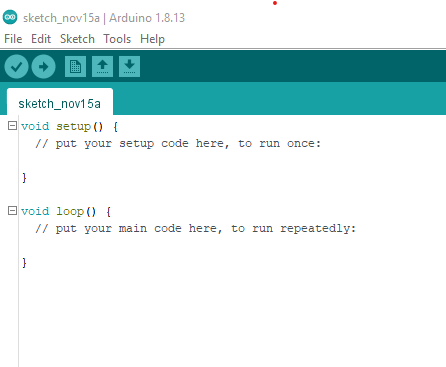 sketch_nov15a | Arduino 1.8.13
File Edit Sketch Tools Help
sketch_nov15a
void setup() {
  // put your setup code here, to run once:
}
void loop() {
  // put your main code here, to run repeatedly:
}